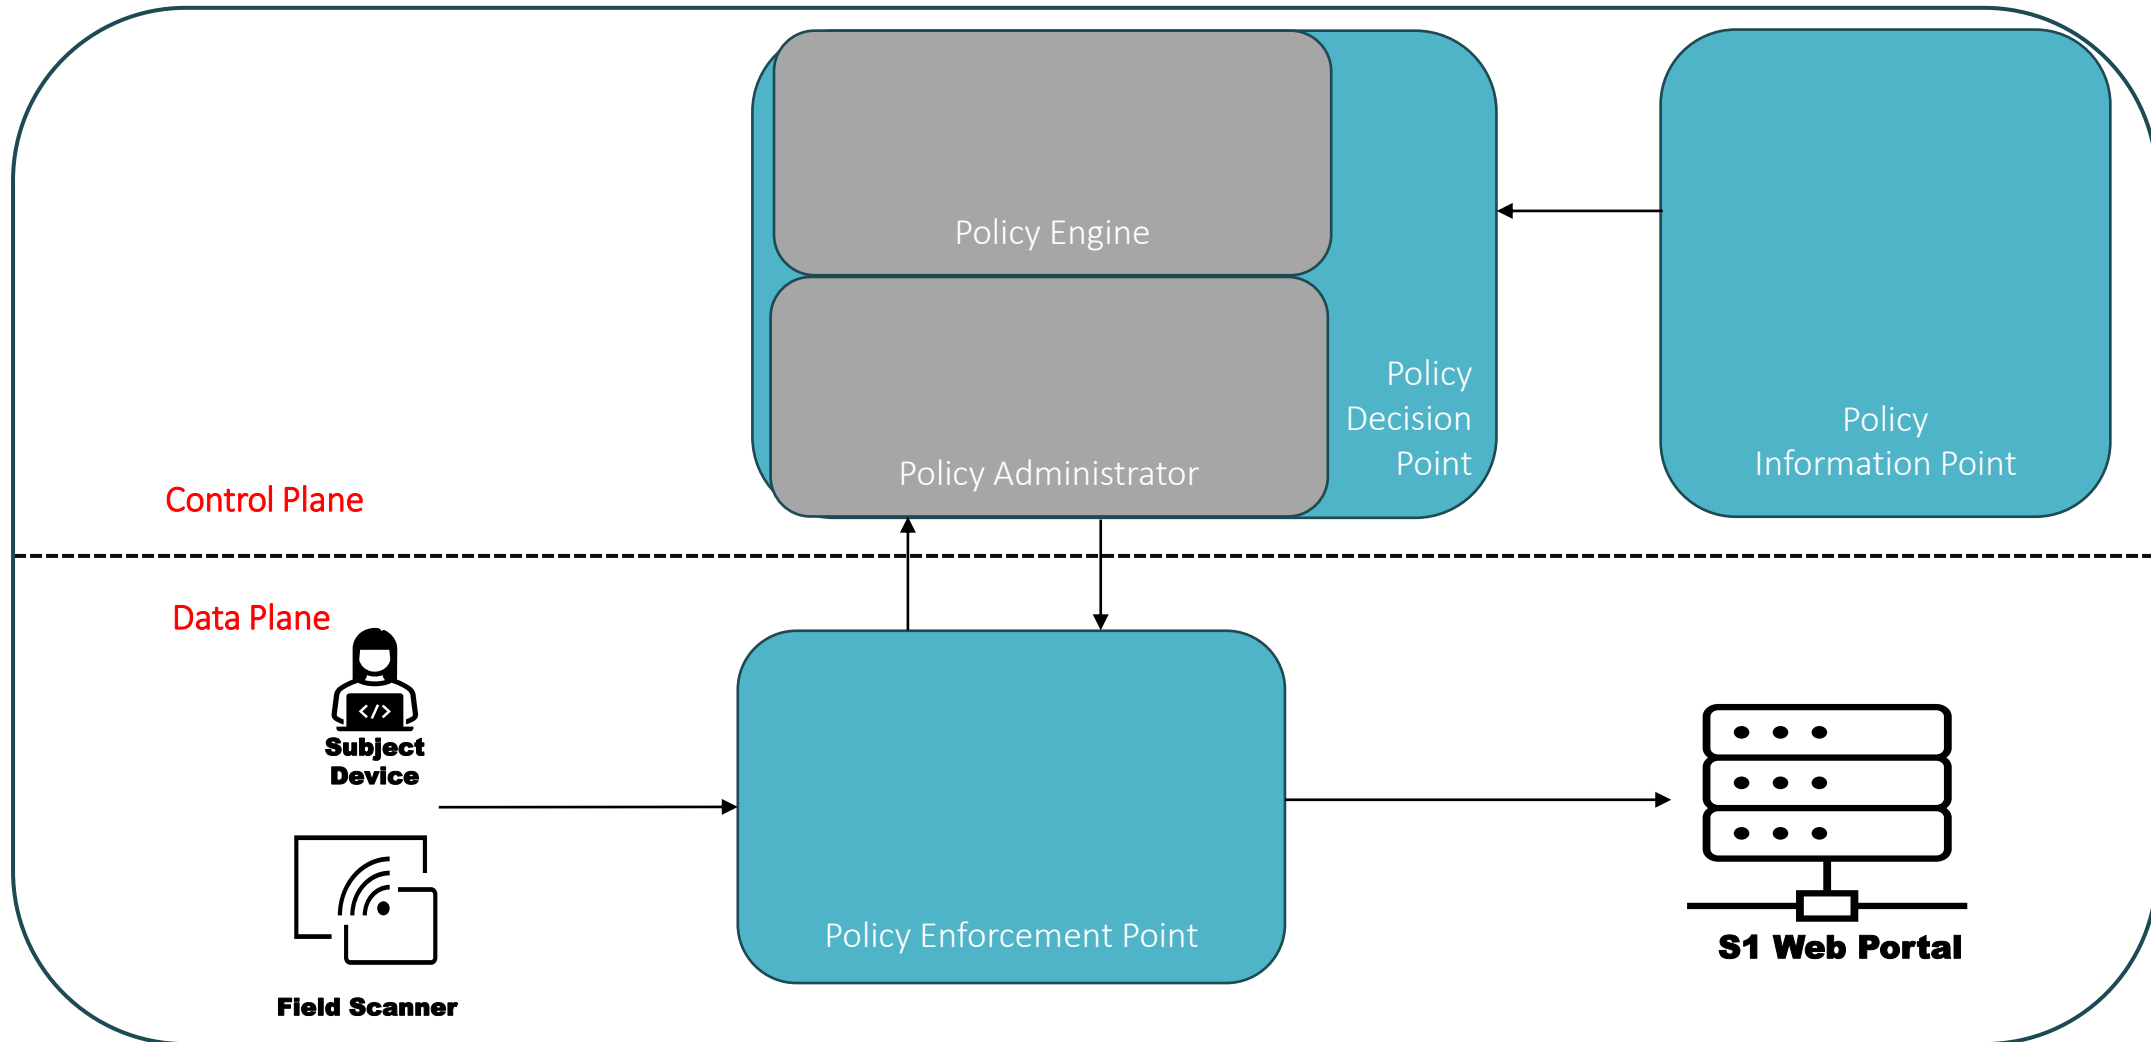 Policy Engine
Policy
Decision
Point
Policy Administrator
Policy
Information Point
Control Plane
Data Plane
</>
Subject
Device
Field Scanner
Policy Enforcement Point
S1 Web Portal